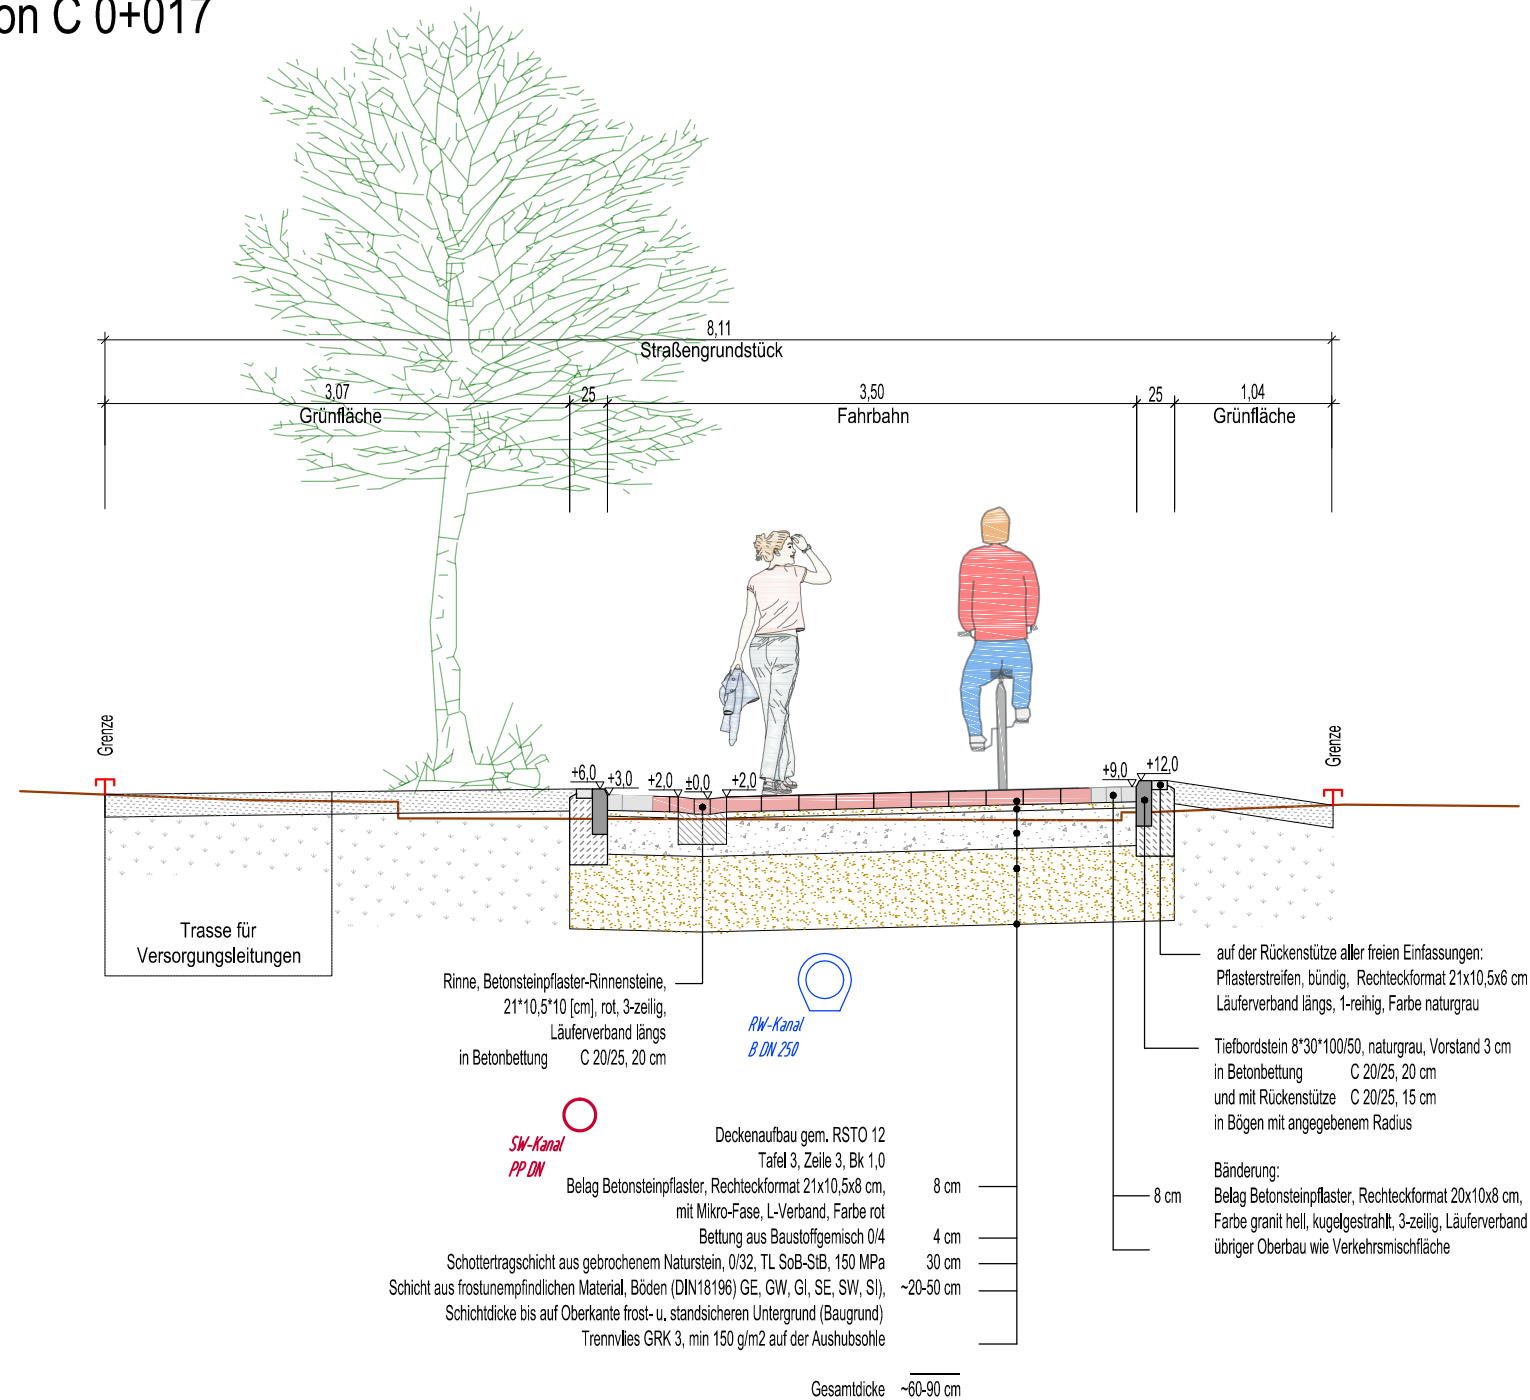 on C 0+017
8,11
Straßengrundstück
3,07
25
3,50
25
1,04
Grünfläche
Fahrbahn
Grünfläche
Grenze
Grenze
+6,0
+3,0
+2,0
±0,0
+2,0
+9,0
+12,0
Trasse für
Versorgungsleitungen
Rinne, Betonsteinpflaster-Rinnensteine,
21*10,5*10 [cm], rot, 3-zeilig,
Läuferverband längs
in Betonbettung C 20/25, 20 cm
RW-Kanal
B DN 250
SW-Kanal
PP DN
auf der Rückenstütze aller freien Einfassungen:
Pflasterstreifen, bündig, Rechteckformat 21x10,5x6 cm
Läuferverband längs, 1-reihig, Farbe naturgrau
Tiefbordstein 8*30*100/50, naturgrau, Vorstand 3 cm
in Betonbettung C 20/25, 20 cm
und mit Rückenstütze C 20/25, 15 cm
in Bögen mit angegebenem Radius
Bänderung:
8 cm Belag Betonsteinpflaster, Rechteckformat 20x10x8 cm,
Farbe granit hell, kugelgestrahlt, 3-zeilig, Läuferverband
übriger Oberbau wie Verkehrsmischfläche
Deckenaufbau gem. RSTO 12
Tafel 3, Zeile 3, Bk 1,0
Belag Betonsteinpflaster, Rechteckformat 21x10,5x8 cm, 8 cm
mit Mikro-Fase, L-Verband, Farbe rot
Bettung aus Baustoffgemisch 0/4 4 cm
Schottertragschicht aus gebrochenem Naturstein, 0/32, TL SoB-StB, 150 MPa 30 cm
Schicht aus frostunempfindlichen Material, Böden (DIN18196) GE, GW, GI, SE, SW, SI), ~20-50 cm
Schichtdicke bis auf Oberkante frost- u. standsicheren Untergrund (Baugrund)
Trennvlies GRK 3, min 150 g/m2 auf der Aushubsohle
Gesamtdicke ~60-90 cm